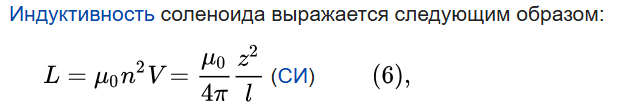 Индуктивность соленоида выражается следующим образом:
L = μ₀n²V = μ₀/4π z²/l (СИ) (6),